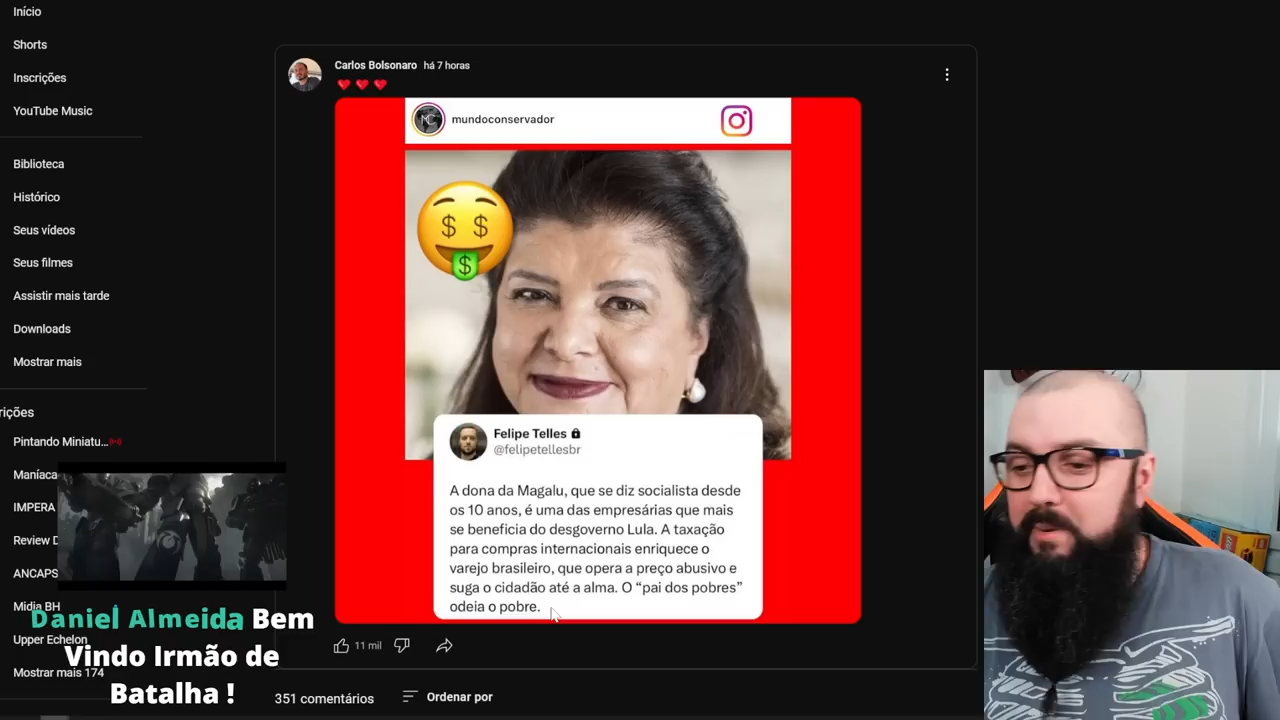 Início
Shorts
Inscrições
YouTube Music
Biblioteca
Histórico
Seus vídeos
Seus filmes
Assistir mais tarde
Downloads
Mostrar mais
rições
Pintando Miniatu...
Maníaca
IMPERA
Review D
ANCAPS
Midia BH
Upper Echelon
Mostrar mais 174
Daniel Almeida Bem
Vindo Irmão de
Batalha !
Carlos Bolsonaro há 7 horas
MC mundoconservador
$ $
$
Felipe Telles
@felipetellesbr
A dona da Magalu, que se diz socialista desde
os 10 anos, é uma das empresárias que mais
se beneficia do desgoverno Lula. A taxação
para compras internacionais enriquece o
varejo brasileiro, que opera a preço abusivo e
suga o cidadão até a alma. O “pai dos pobres”
odeia o pobre.
11 mil
351 comentários
Ordenar por